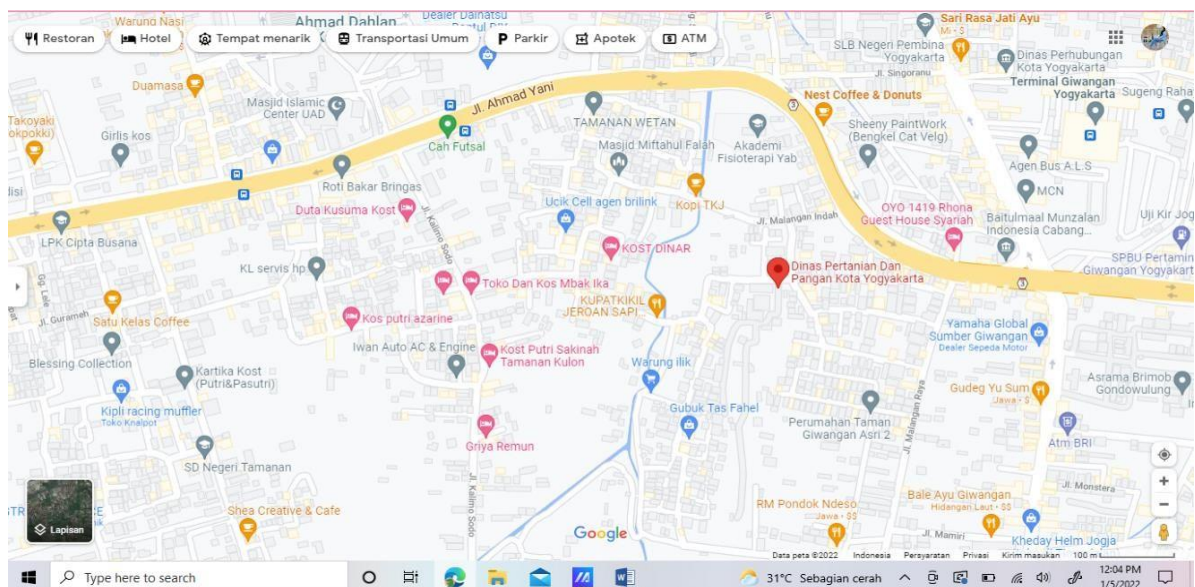 Warung Nasi
Ahmad Dahlan
Dealer Daihatsu
Sari Rasa Jati Ayu
Mi - $
Restoran
Hotel
Tempat menarik
Transportasi Umum
Parkir
Apotek
ATM
SLB Negeri Pembina
Yogyakarta
Dinas Perhubungan
Kota Yogyakarta
Jl. Singoranu
Terminal Giwangan
Yogyakarta
Sugeng Raha
Duamasa
Jl. Ahmad Yani
Nest Coffee & Donuts
Masjid Islamic
Center UAD
Takoyaki
Girlis kos
Cah Futsal
TAMANAN WETAN
Masjid Miftahul Falah
Akademi
Fisioterapi Yab
Sheeny PaintWork
(Bengkel Cat Velg)
Agen Bus A.L.S
MCN
Roti Bakar Bringas
Duta Kusuma Kost
Jl. Kalimo Sodo
Ucik Cell agen brilink
Kopi TKJ
Jl. Malangan Indah
OYO 1419 Rhona
Guest House Syariah
Baitulmaal Munzalan
Indonesia Cabang...
Uji Kir Jog
LPK Cipta Busana
KL servis hp
KOST DINAR
SPBU Pertamin
Giwangan Yogyakart
Gg. Lele
Toko Dan Kos Mbak Ika
Dinas Pertanian Dan
Pangan Kota Yogyakarta
Jl. Gurameh
Satu Kelas Coffee
Kos putri azarine
KUPATKIKIL
JEROAN SAPI
Yamaha Global
Sumber Giwangan
Dealer Sepeda Motor
Blessing Collection
Iwan Auto AC & Engine
Kost Putri Sakinah
Tamanan Kulon
Warung ilik
Kartika Kost
(Putri&Pasutri)
Asrama Brimob
Gondowulung
Gudeg Yu Sum
Jawa - $
Kipli racing muffler
Toko Knalpot
Gubuk Tas Fahel
Jl. Malangan Raya
Perumahan Taman
Giwangan Asri 2
Griya Remun
Atm BRI
SD Negeri Tamanan
Jl. Kalimo Sodo
Jl. Monstera
Lapisan
Shea Creative & Cafe
RM Pondok Ndeso
Jawa - $$
Bale Ayu Giwangan
Hidangan Laut - $$
Google
Jl. Mamiri
Kheday Helm Jogja
Data peta ©2022
Indonesia
Persyaratan
Privasi
Kirim masukan
100 m
Type here to search
31°C Sebagian cerah
12:04 PM